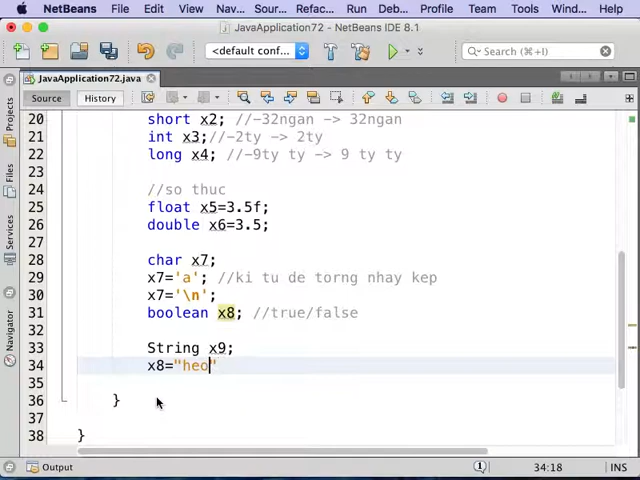 NetBeans File Edit View Nav... Sour... Refac... Run Debug Profile Team Tools Window
JavaApplication72 - NetBeans IDE 8.1
<default conf... Search (⌘+I)
JavaApplication72.java
Source History
20 short x2; //-32ngan -> 32ngan
21 int x3;//-2ty -> 2ty
22 long x4; //-9ty ty -> 9 ty ty
23
24 //so thuc
25 float x5=3.5f;
26 double x6=3.5;
27
28 char x7;
29 x7='a'; //ki tu de torng nhay kep
30 x7='\n';
31 boolean x8; //true/false
32
33 String x9;
34 x8="heo"
35
36 }
37
38 }
Projects
Files
Services
Navigator
Output 1 34:18 INS